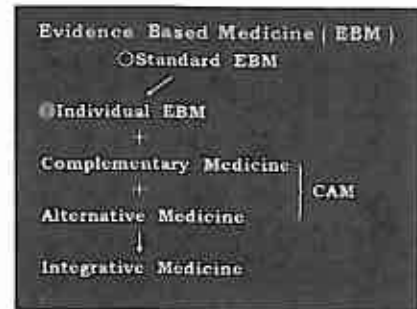 Evidence Based Medicine ( EBM )
○Standard EBM
◎Individual EBM
+
Complementary Medicine
+
CAM
Alternative Medicine
Integrative Medicine